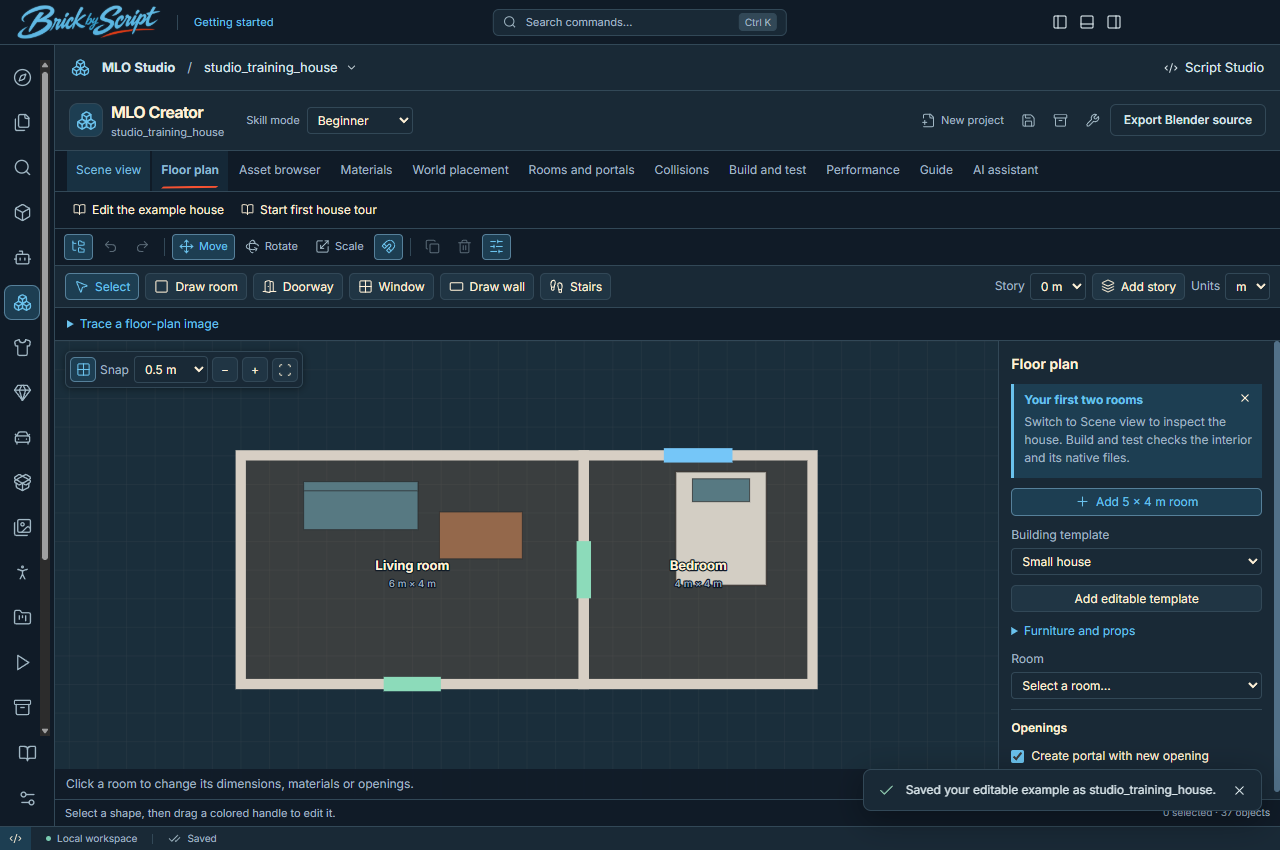 Brick by Script
Getting started
Search commands...
Ctrl K
MLO Studio / studio_training_house
Script Studio
MLO Creator
studio_training_house
Skill mode
Beginner
New project
Export Blender source
Scene view
Floor plan
Asset browser
Materials
World placement
Rooms and portals
Collisions
Build and test
Performance
Guide
AI assistant
Edit the example house
Start first house tour
Move
Rotate
Scale
Select
Draw room
Doorway
Window
Draw wall
Stairs
Story
0 m
Add story
Units
m
Trace a floor-plan image
Snap
0.5 m
Living room
6 m × 4 m
Bedroom
4 m × 4 m
Floor plan
Your first two rooms
Switch to Scene view to inspect the
house. Build and test checks the interior
and its native files.
Add 5 × 4 m room
Building template
Small house
Add editable template
Furniture and props
Room
Select a room...
Openings
Create portal with new opening
Click a room to change its dimensions, materials or openings.
Saved your editable example as studio_training_house.
Select a shape, then drag a colored handle to edit it.
0 selected · 37 objects
Local workspace
Saved